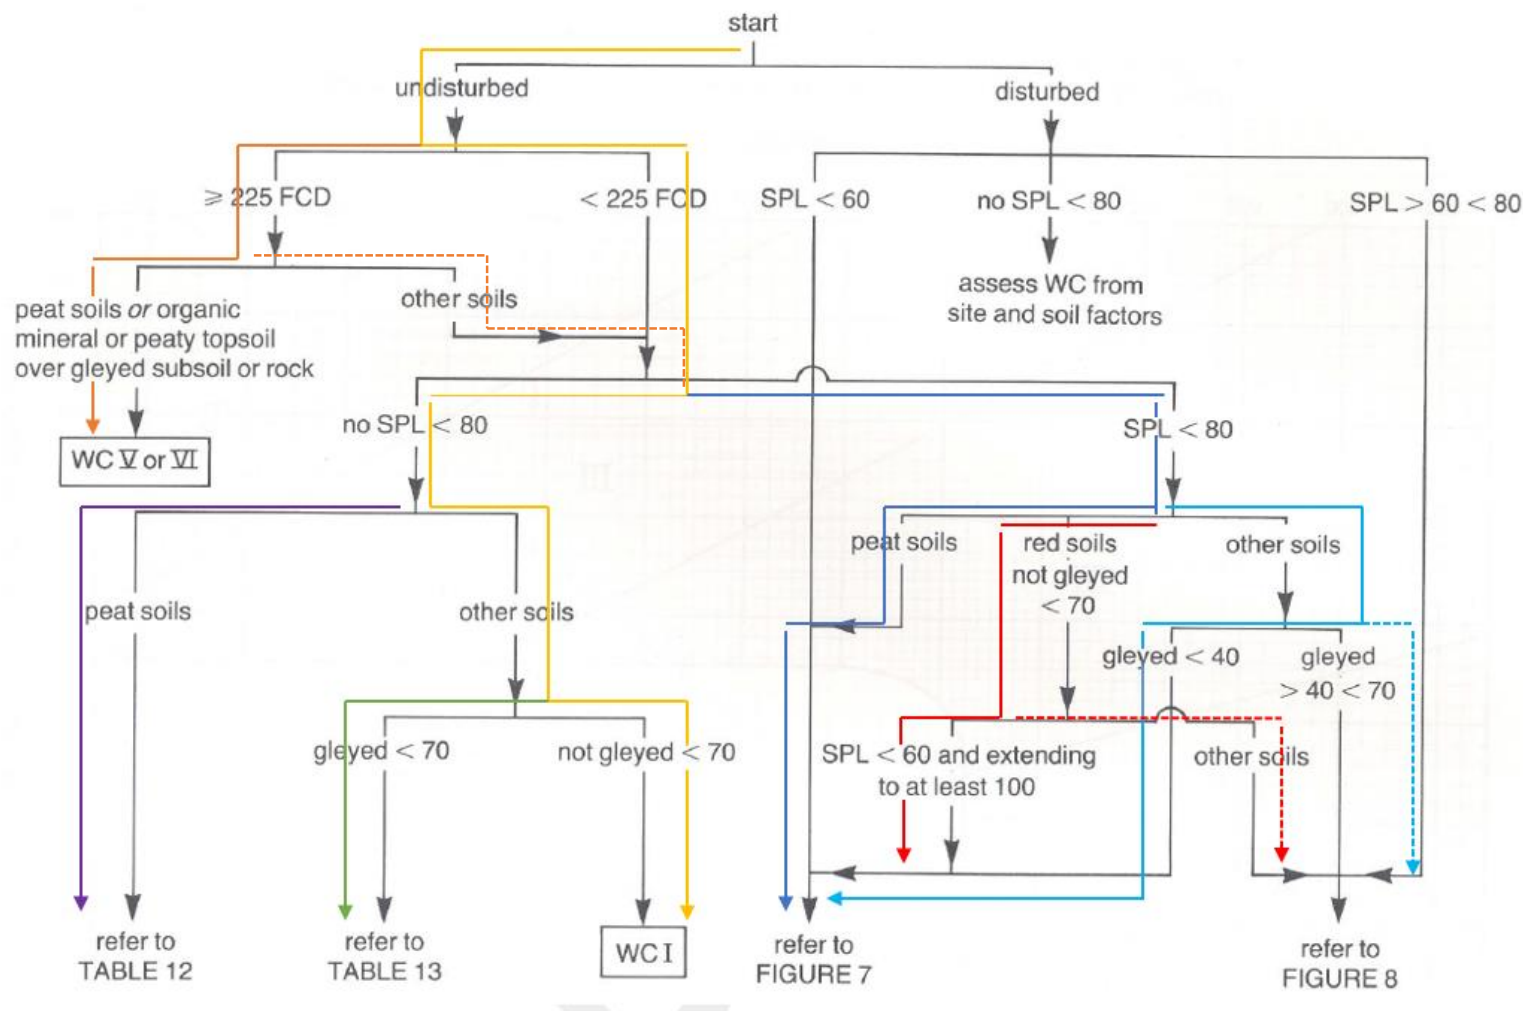 start
undisturbed
disturbed
⩾ 225 FCD
< 225 FCD
SPL < 60
no SPL < 80
SPL > 60 < 80
peat soils or organic
mineral or peaty topsoil
over gleyed subsoil or rock
other soils
assess WC from
site and soil factors
WC V or VI
no SPL < 80
SPL < 80
peat soils
other soils
peat soils
red soils
not gleyed
< 70
other soils
gleyed < 70
not gleyed < 70
gleyed < 40
gleyed
> 40 < 70
SPL < 60 and extending
to at least 100
other soils
refer to
TABLE 12
refer to
TABLE 13
WC I
refer to
FIGURE 7
refer to
FIGURE 8